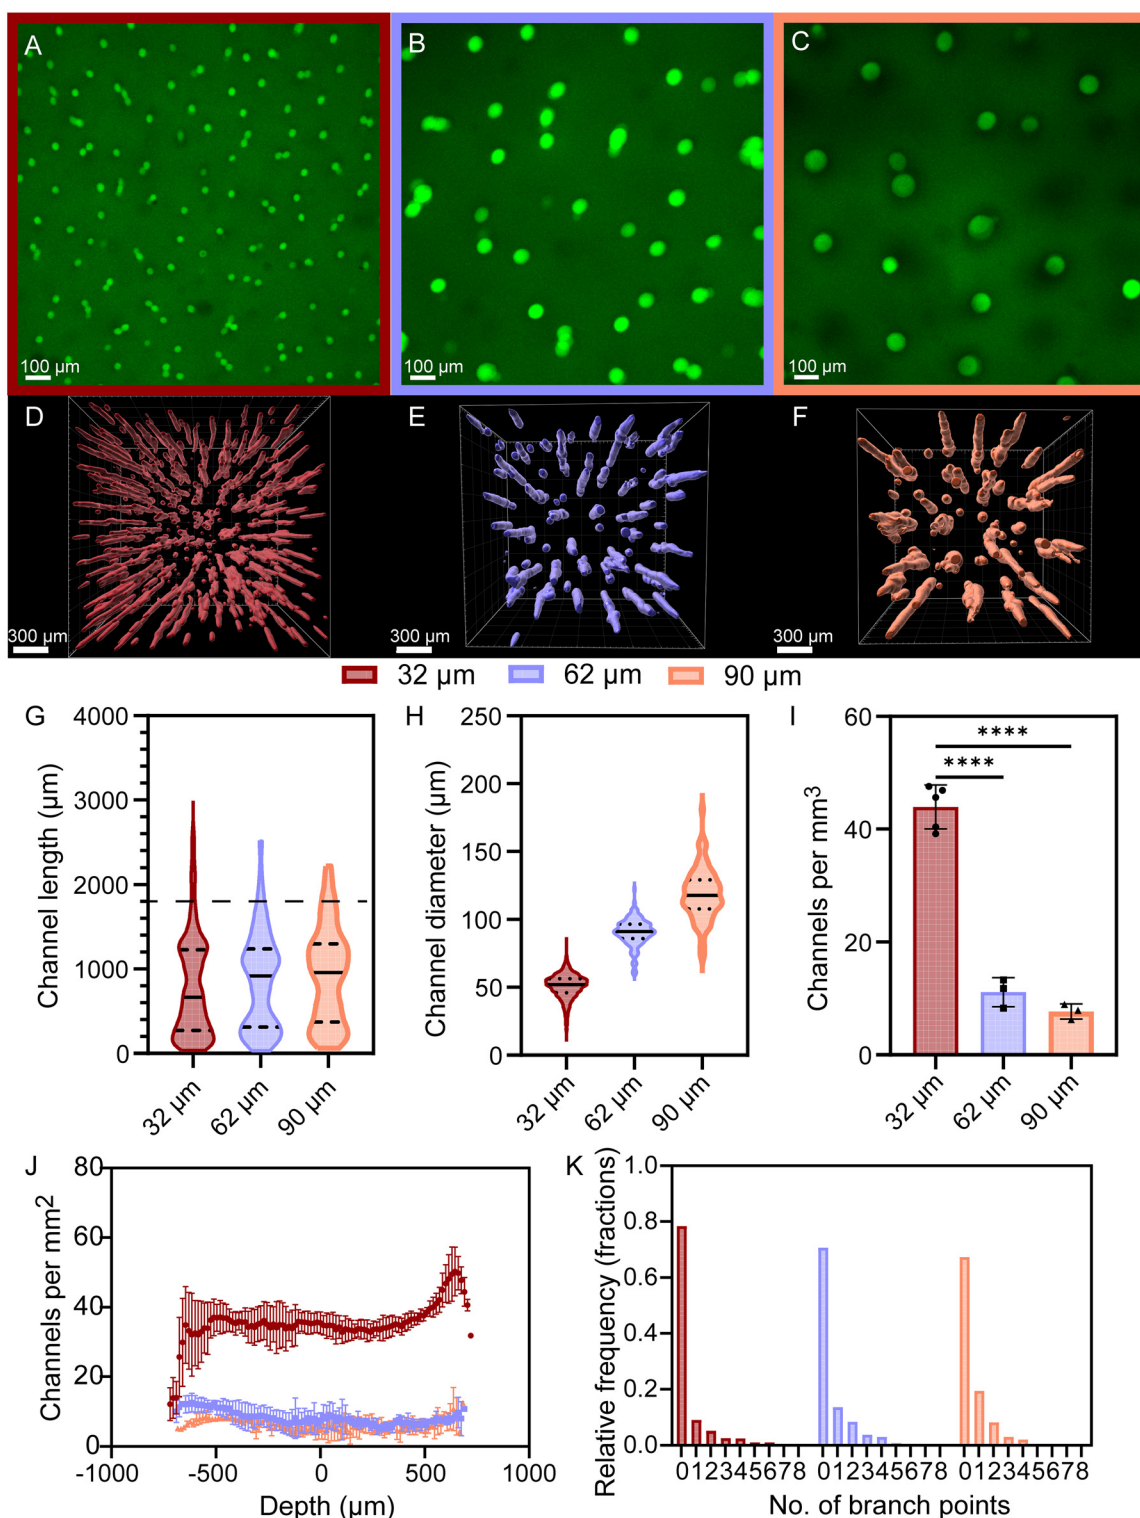 A
B
C
100 µm
100 µm
100 µm
D
E
F
300 µm
300 µm
300 µm
32 µm
62 µm
90 µm
G
Channel length (µm)
4000
3000
2000
1000
0
32 µm
62 µm
90 µm
H
Channel diameter (µm)
250
200
150
100
50
0
32 µm
62 µm
90 µm
I
Channels per mm³
60
40
20
0
****
****
32 µm
62 µm
90 µm
J
Channels per mm²
80
60
40
20
0
-1000
-500
0
500
1000
Depth (µm)
K
Relative frequency (fractions)
1.0
0.8
0.6
0.4
0.2
0.0
012345678
012345678
012345678
No. of branch points